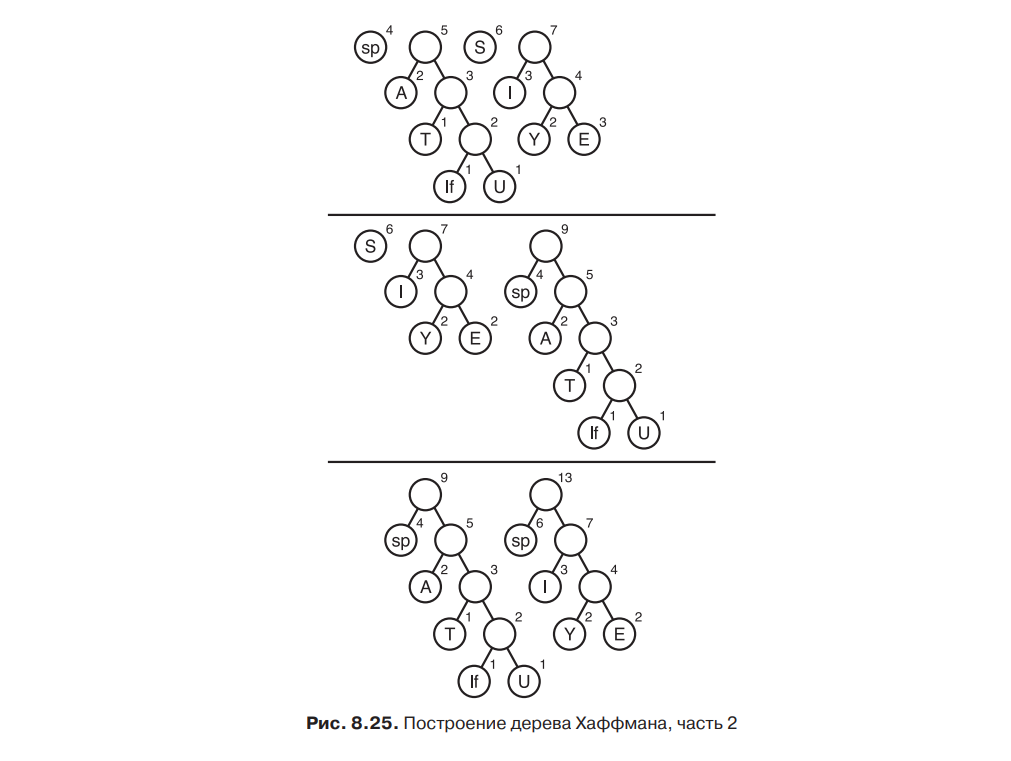 4 5 6 7
sp S
2 3 3 4
A I
1 2 2 3
T Y E
1 1
lf U
6 7 9
S
3 4 4 5
I sp
2 2 2 3
Y E A
1 2
T
1 1
lf U
9 13
4 5 6 7
sp sp
2 3 3 4
A I
1 2 2 2
T Y E
1 1
lf U
Рис. 8.25. Построение дерева Хаффмана, часть 2